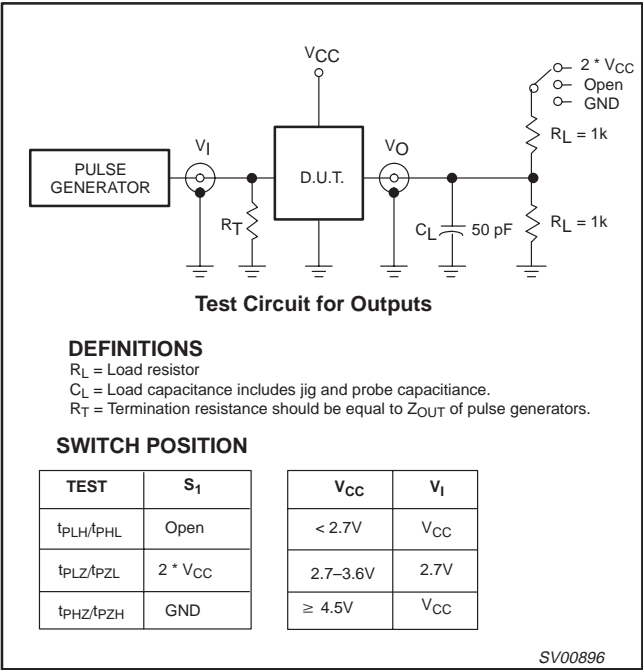 VCC
2 * VCC
Open
GND
RL = 1k
VI
VO
PULSE
GENERATOR
D.U.T.
RT
CL
50 pF
RL = 1k
Test Circuit for Outputs
DEFINITIONS
RL = Load resistor
CL = Load capacitance includes jig and probe capacitiance.
RT = Termination resistance should be equal to ZOUT of pulse generators.
SWITCH POSITION
TEST S1
tPLH/tPHL Open
tPLZ/tPZL 2 * VCC
tPHZ/tPZH GND
VCC VI
< 2.7V VCC
2.7–3.6V 2.7V
≥ 4.5V VCC
SV00896